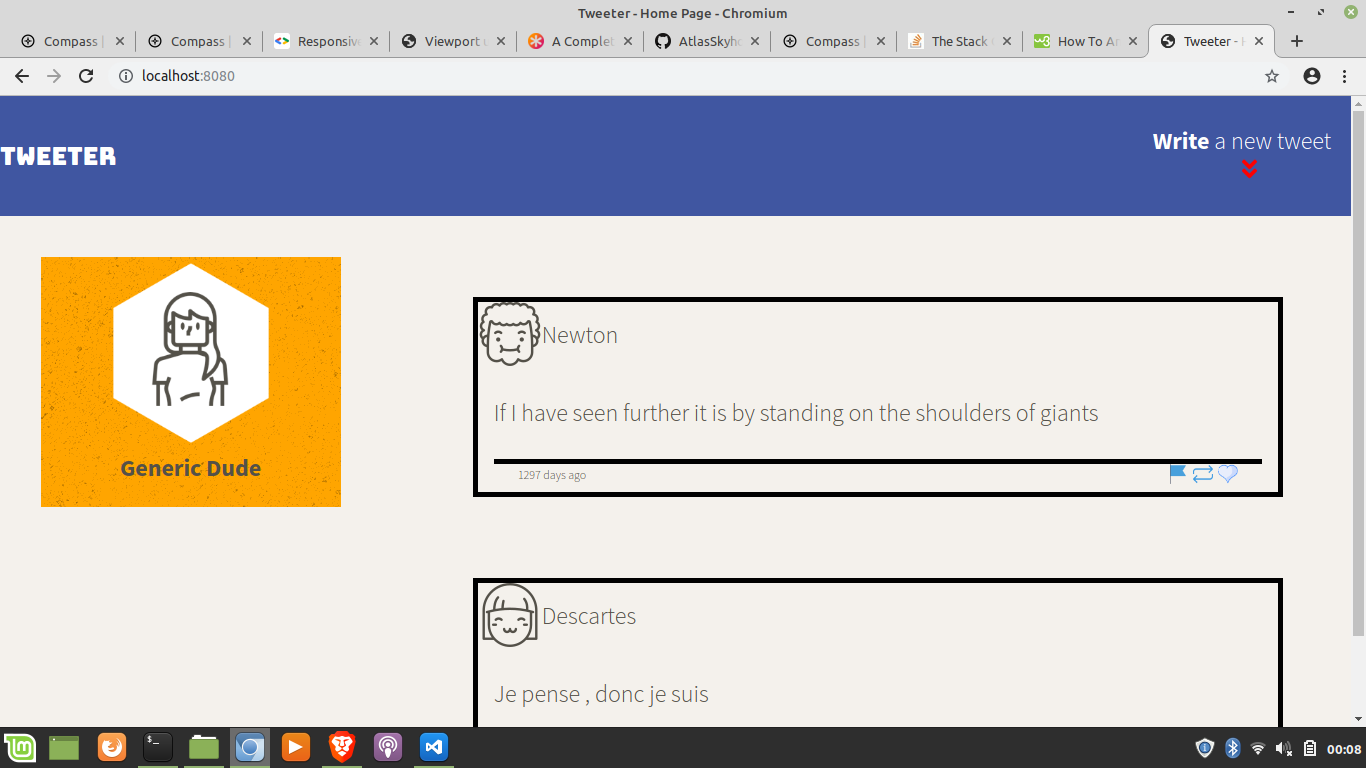 Tweeter - Home Page - Chromium
Compass | Compass | Responsive Viewport A Complet AtlasSkyh Compass | The Stack How To Tweeter -
localhost:8080
TWEETER
Write a new tweet
Generic Dude
Newton
If I have seen further it is by standing on the shoulders of giants
1297 days ago
Descartes
Je pense , donc je suis
00:08